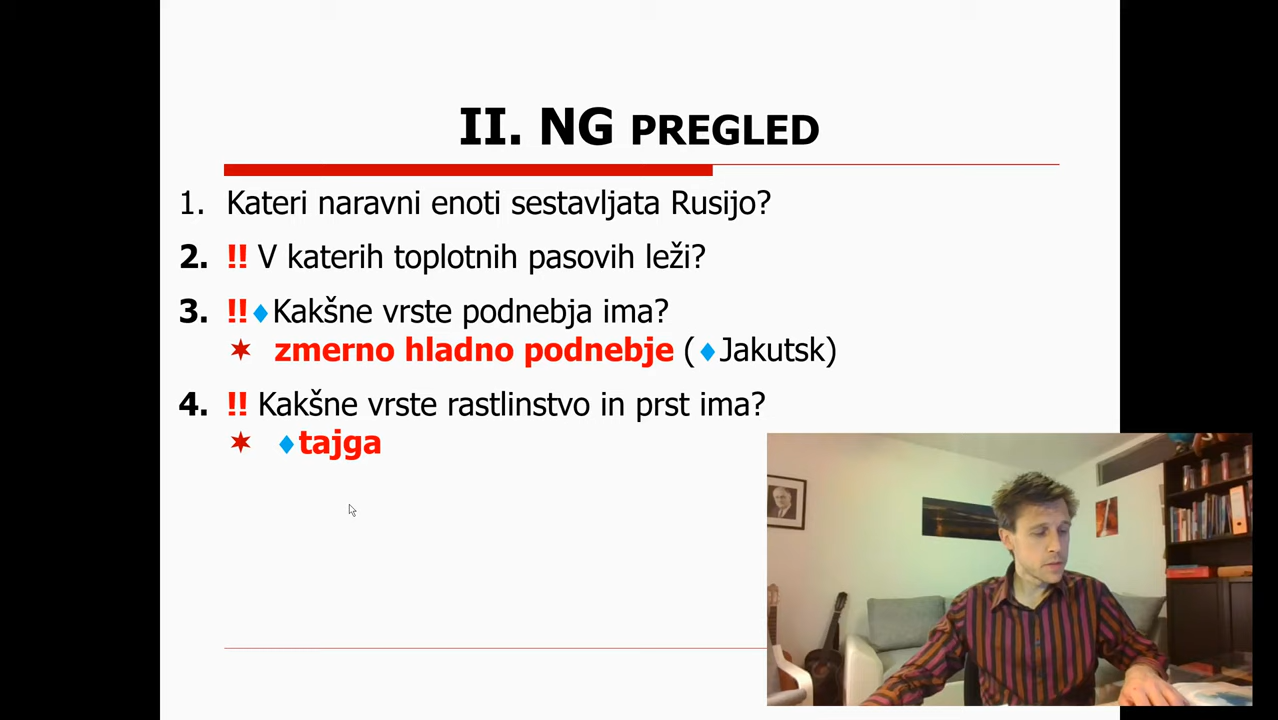 II. NG PREGLED
1. Kateri naravni enoti sestavljata Rusijo?
2. !! V katerih toplotnih pasovih leži?
3. !!♦Kakšne vrste podnebja ima?
✶ zmerno hladno podnebje (♦Jakutsk)
4. !! Kakšne vrste rastlinstvo in prst ima?
✶ ♦tajga